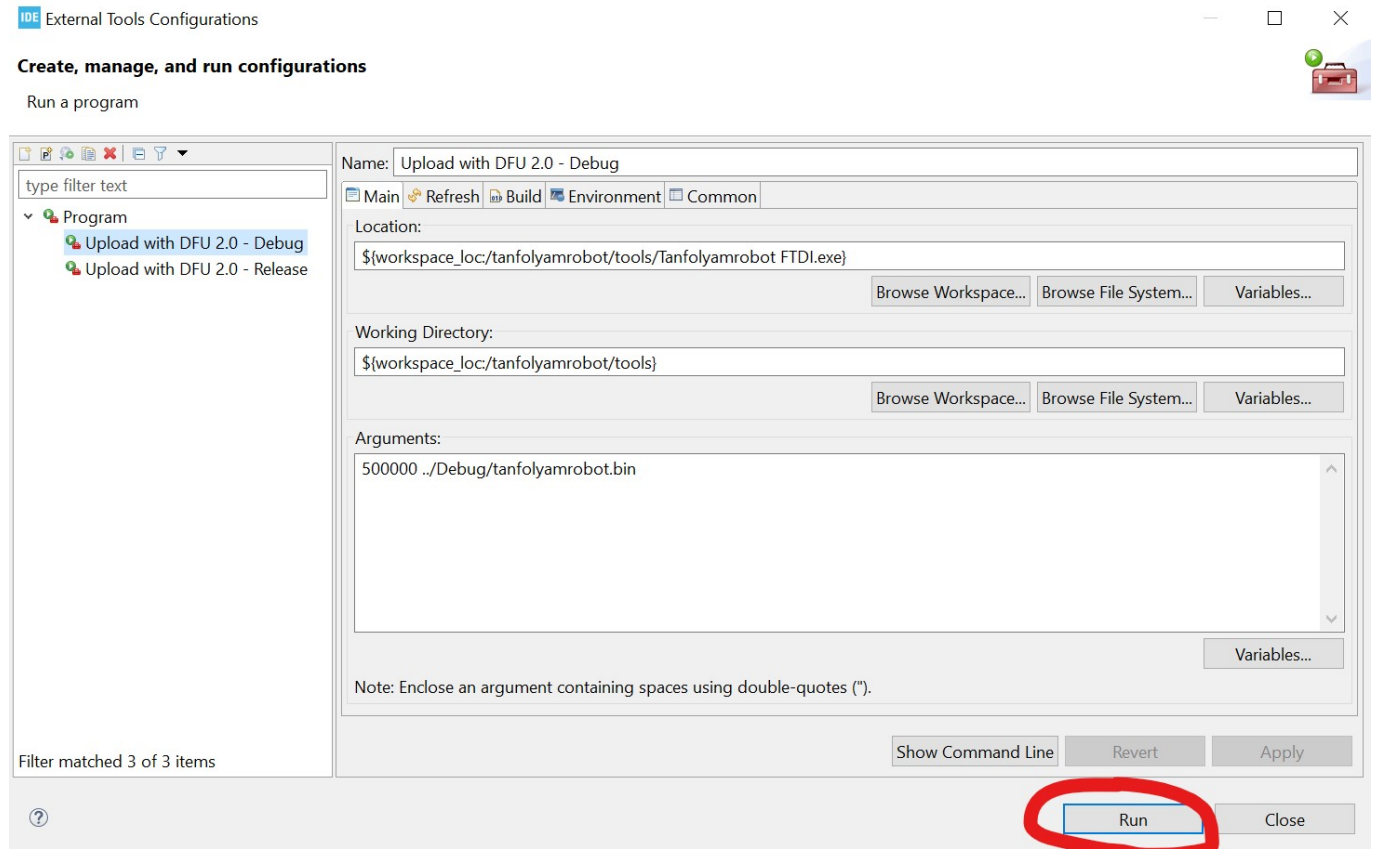 IDE External Tools Configurations
Create, manage, and run configurations
Run a program
type filter text
Program
Upload with DFU 2.0 - Debug
Upload with DFU 2.0 - Release
Filter matched 3 of 3 items
Name: Upload with DFU 2.0 - Debug
Main Refresh Build Environment Common
Location:
${workspace_loc:/tanfolyamrobot/tools/Tanfolyamrobot FTDI.exe}
Browse Workspace... Browse File System... Variables...
Working Directory:
${workspace_loc:/tanfolyamrobot/tools}
Browse Workspace... Browse File System... Variables...
Arguments:
500000 ../Debug/tanfolyamrobot.bin
Variables...
Note: Enclose an argument containing spaces using double-quotes (").
Show Command Line Revert Apply
? Run Close